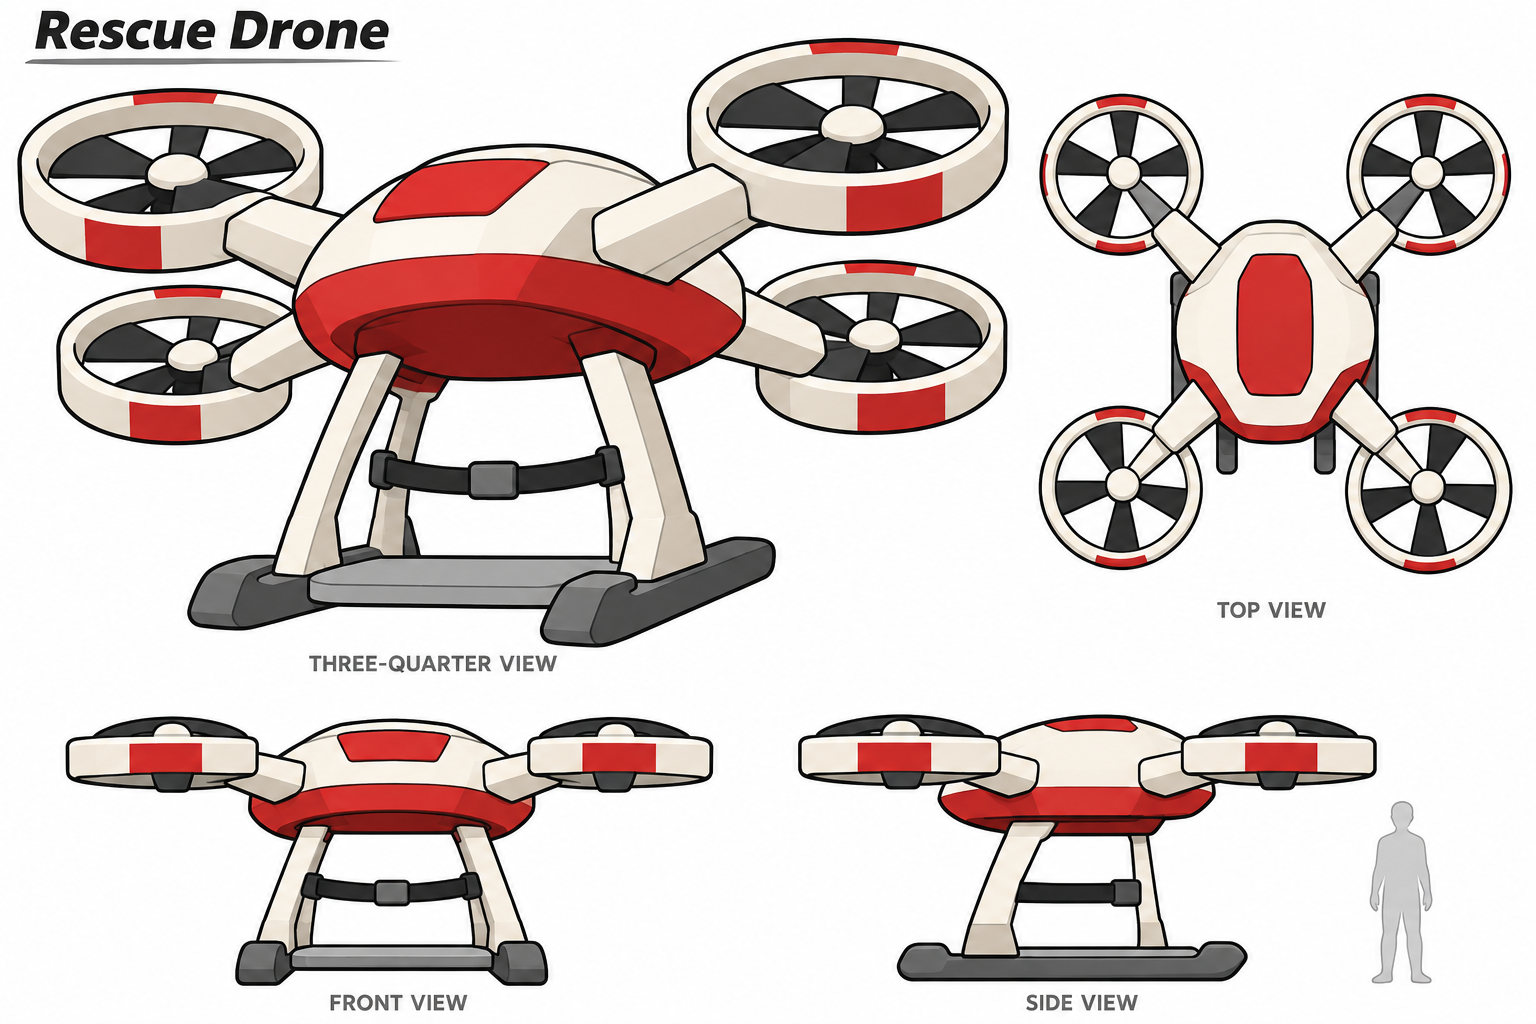 Rescue Drone
THREE-QUARTER VIEW
TOP VIEW
FRONT VIEW
SIDE VIEW